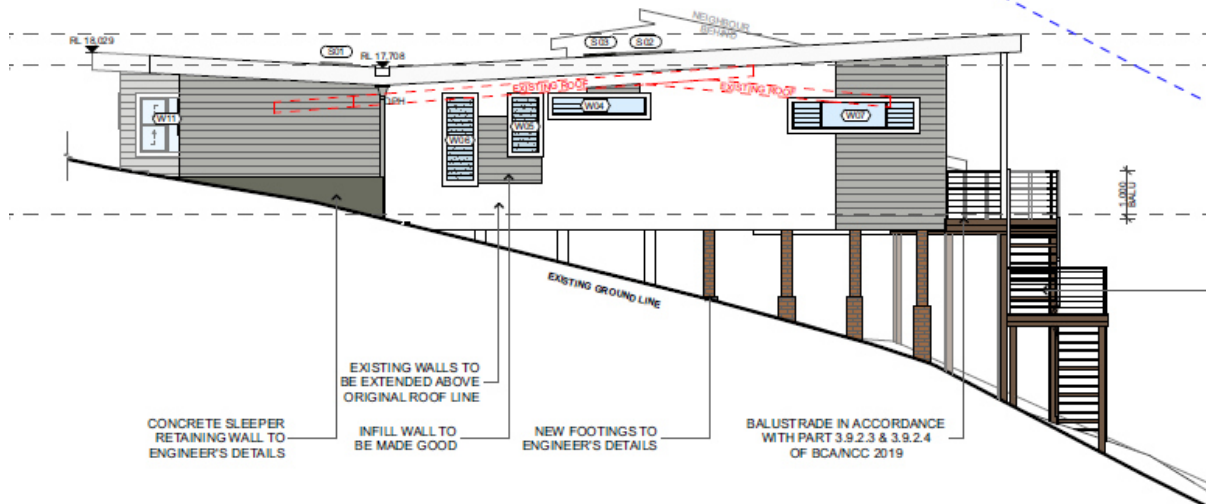 NEIGHBOUR
BEHIND
RL 18,029
S01
S03
S02
RL 17,708
EXISTING ROOF
EXISTING ROOF
DPH
W11
W06
W05
W04
W07
1,000
BALU
EXISTING GROUND LINE
EXISTING WALLS TO
BE EXTENDED ABOVE
ORIGINAL ROOF LINE
CONCRETE SLEEPER
RETAINING WALL TO
ENGINEER'S DETAILS
INFILL WALL TO
BE MADE GOOD
NEW FOOTINGS TO
ENGINEER'S DETAILS
BALUSTRADE IN ACCORDANCE
WITH PART 3.9.2.3 & 3.9.2.4
OF BCA/NCC 2019